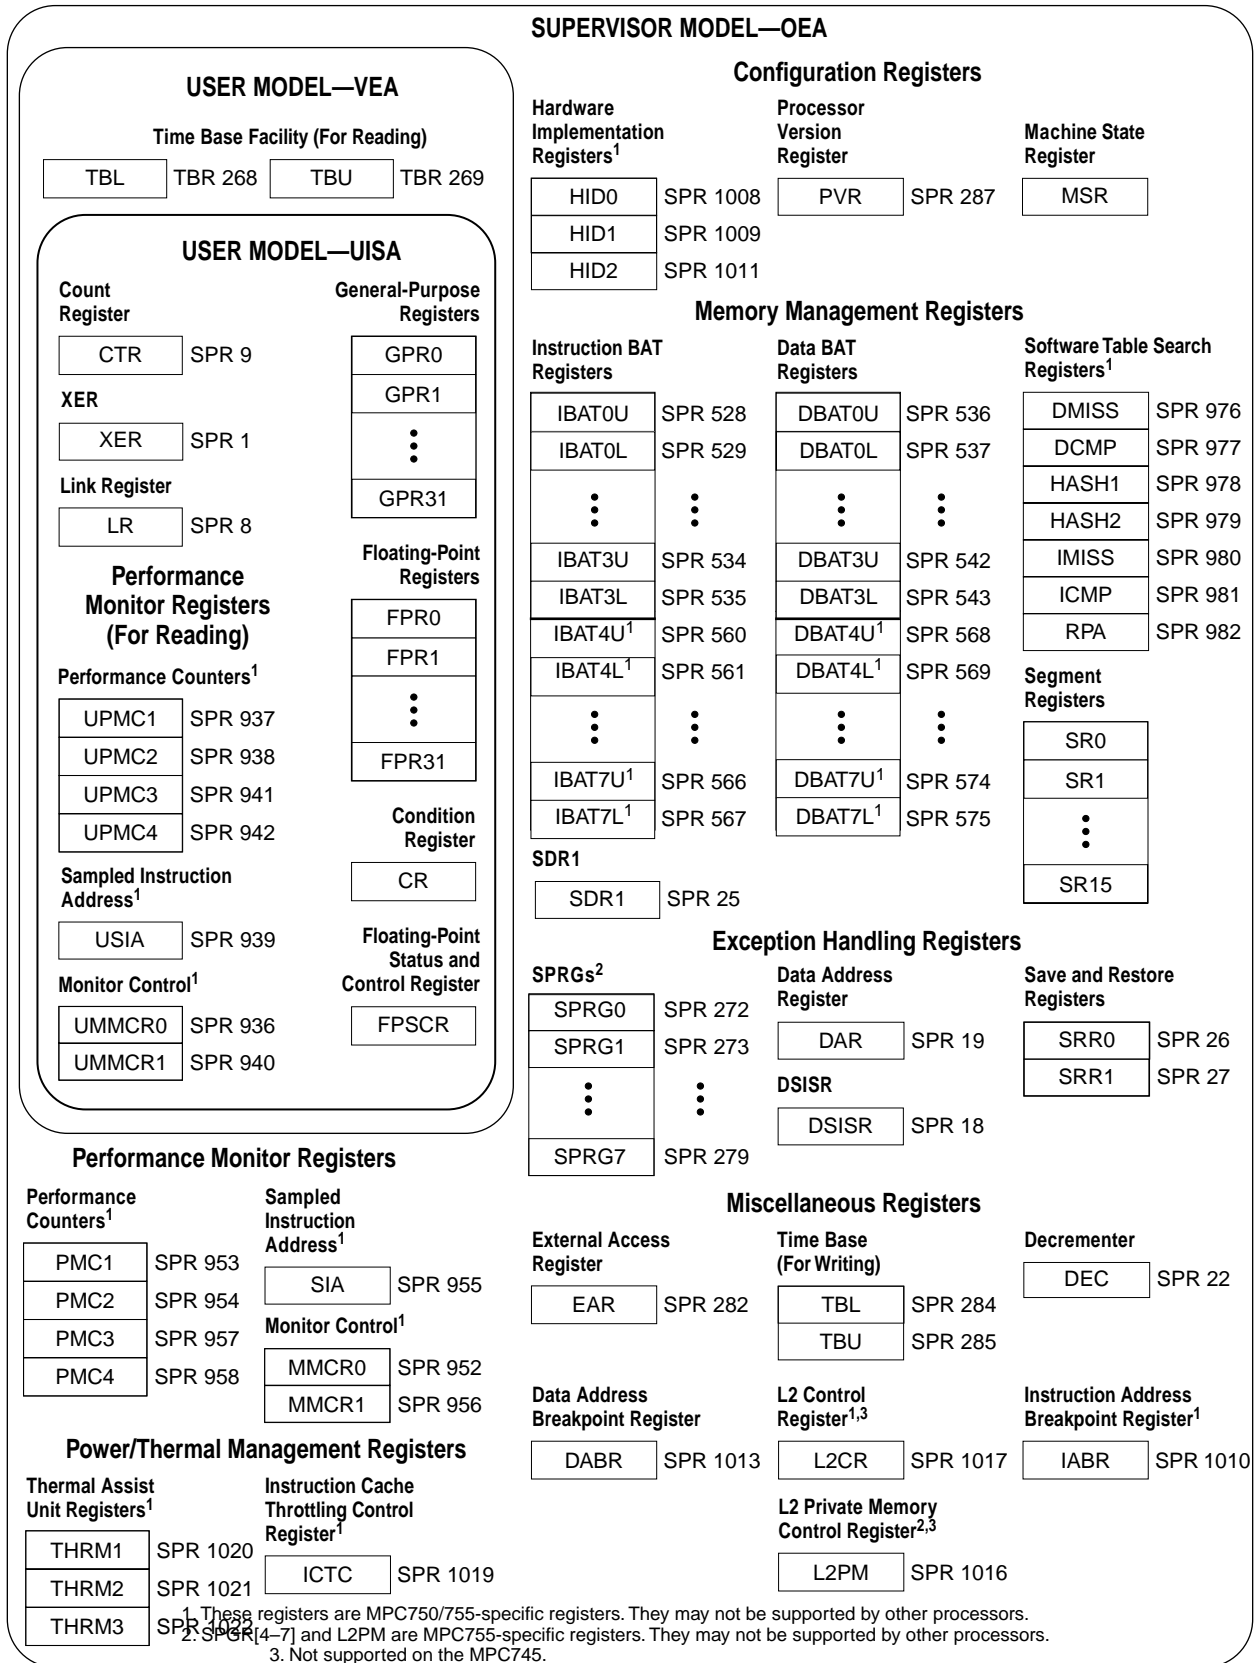 SUPERVISOR MODEL—OEA
USER MODEL—VEA
Time Base Facility (For Reading)
TBL TBR 268 TBU TBR 269
USER MODEL—UISA
Count
Register
CTR SPR 9
XER
XER SPR 1
Link Register
LR SPR 8
Performance
Monitor Registers
(For Reading)
Performance Counters1
UPMC1 SPR 937
UPMC2 SPR 938
UPMC3 SPR 941
UPMC4 SPR 942
Sampled Instruction
Address1
USIA SPR 939
Monitor Control1
UMMCR0 SPR 936
UMMCR1 SPR 940
General-Purpose
Registers
GPR0
GPR1
GPR31
Floating-Point
Registers
FPR0
FPR1
FPR31
Condition
Register
CR
Floating-Point
Status and
Control Register
FPSCR
Configuration Registers
Hardware
Implementation
Registers1
HID0 SPR 1008
HID1 SPR 1009
HID2 SPR 1011
Processor
Version
Register
PVR SPR 287
Machine State
Register
MSR
Memory Management Registers
Instruction BAT
Registers
IBAT0U SPR 528
IBAT0L SPR 529
IBAT3U SPR 534
IBAT3L SPR 535
IBAT4U1 SPR 560
IBAT4L1 SPR 561
IBAT7U1 SPR 566
IBAT7L1 SPR 567
Data BAT
Registers
DBAT0U SPR 536
DBAT0L SPR 537
DBAT3U SPR 542
DBAT3L SPR 543
DBAT4U1 SPR 568
DBAT4L1 SPR 569
DBAT7U1 SPR 574
DBAT7L1 SPR 575
Software Table Search
Registers1
DMISS SPR 976
DCMP SPR 977
HASH1 SPR 978
HASH2 SPR 979
IMISS SPR 980
ICMP SPR 981
RPA SPR 982
Segment
Registers
SR0
SR1
SR15
SDR1
SDR1 SPR 25
Exception Handling Registers
SPRGs2
SPRG0 SPR 272
SPRG1 SPR 273
SPRG7 SPR 279
Data Address
Register
DAR SPR 19
DSISR
DSISR SPR 18
Save and Restore
Registers
SRR0 SPR 26
SRR1 SPR 27
Performance Monitor Registers
Performance
Counters1
PMC1 SPR 953
PMC2 SPR 954
PMC3 SPR 957
PMC4 SPR 958
Sampled
Instruction
Address1
SIA SPR 955
Monitor Control1
MMCR0 SPR 952
MMCR1 SPR 956
Miscellaneous Registers
External Access
Register
EAR SPR 282
Time Base
(For Writing)
TBL SPR 284
TBU SPR 285
Decrementer
DEC SPR 22
Data Address
Breakpoint Register
DABR SPR 1013
L2 Control
Register1,3
L2CR SPR 1017
Instruction Address
Breakpoint Register1
IABR SPR 1010
L2 Private Memory
Control Register2,3
L2PM SPR 1016
Power/Thermal Management Registers
Thermal Assist
Unit Registers1
THRM1 SPR 1020
THRM2 SPR 1021
THRM3 SPR 1022
Instruction Cache
Throttling Control
Register1
ICTC SPR 1019
1. These registers are MPC750/755-specific registers. They may not be supported by other processors.
2. SPGR[4–7] and L2PM are MPC755-specific registers. They may not be supported by other processors.
3. Not supported on the MPC745.